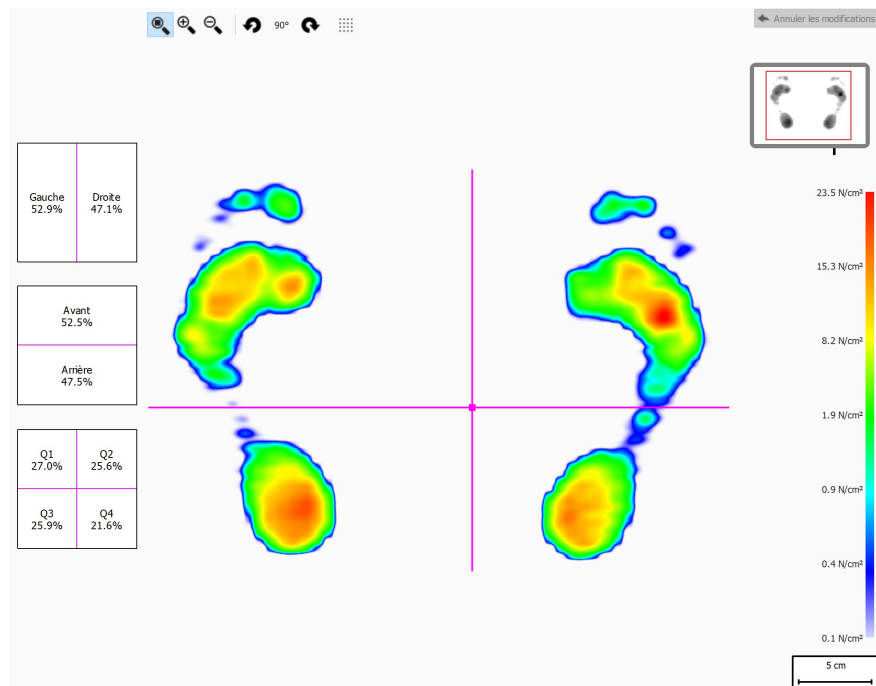 90°
Annuler les modifications
Gauche
52.9%
Droite
47.1%
Avant
52.5%
Arrière
47.5%
Q1
27.0%
Q2
25.6%
Q3
25.9%
Q4
21.6%
23.5 N/cm²
15.3 N/cm²
8.2 N/cm²
1.9 N/cm²
0.9 N/cm²
0.4 N/cm²
0.1 N/cm²
5 cm